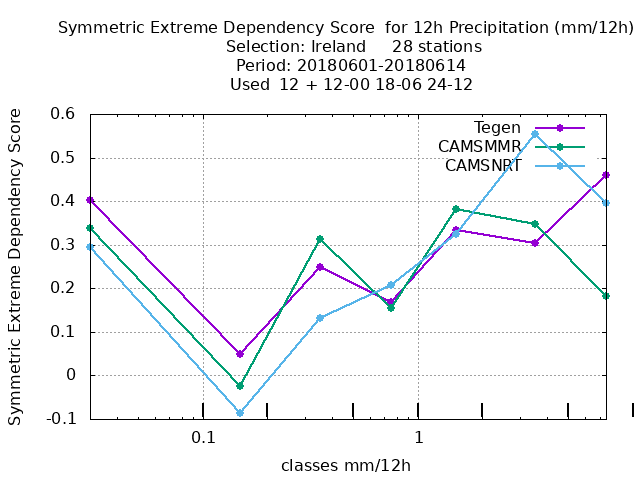 Symmetric Extreme Dependency Score  for 12h Precipitation (mm/12h)
Selection: Ireland     28 stations
Period: 20180601-20180614
Used  12 + 12-00 18-06 24-12
Symmetric Extreme Dependency Score
0.6
0.5
0.4
0.3
0.2
0.1
0
-0.1
Tegen
CAMSMMR
CAMSNRT
0.1
1
classes mm/12h